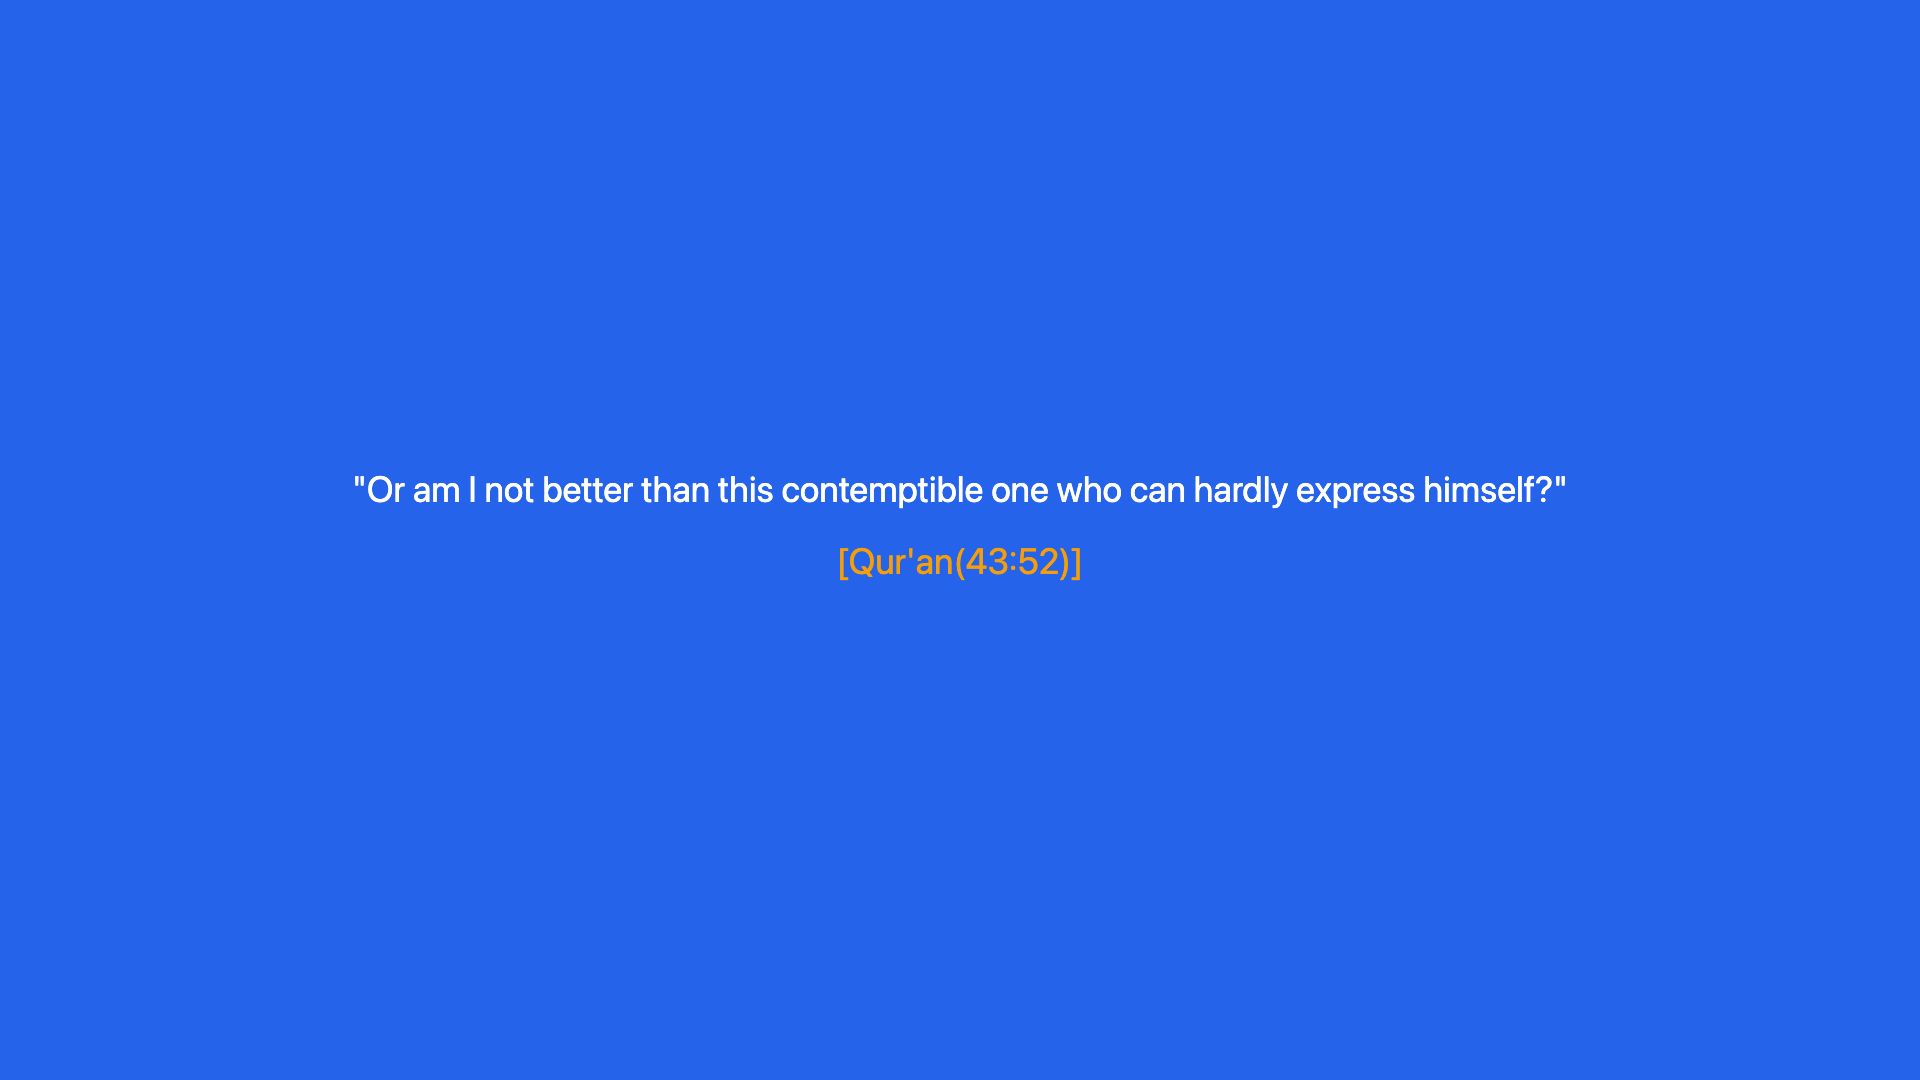 "Or am I not better than this contemptible one who can hardly express himself?"
[Qur'an(43:52)]